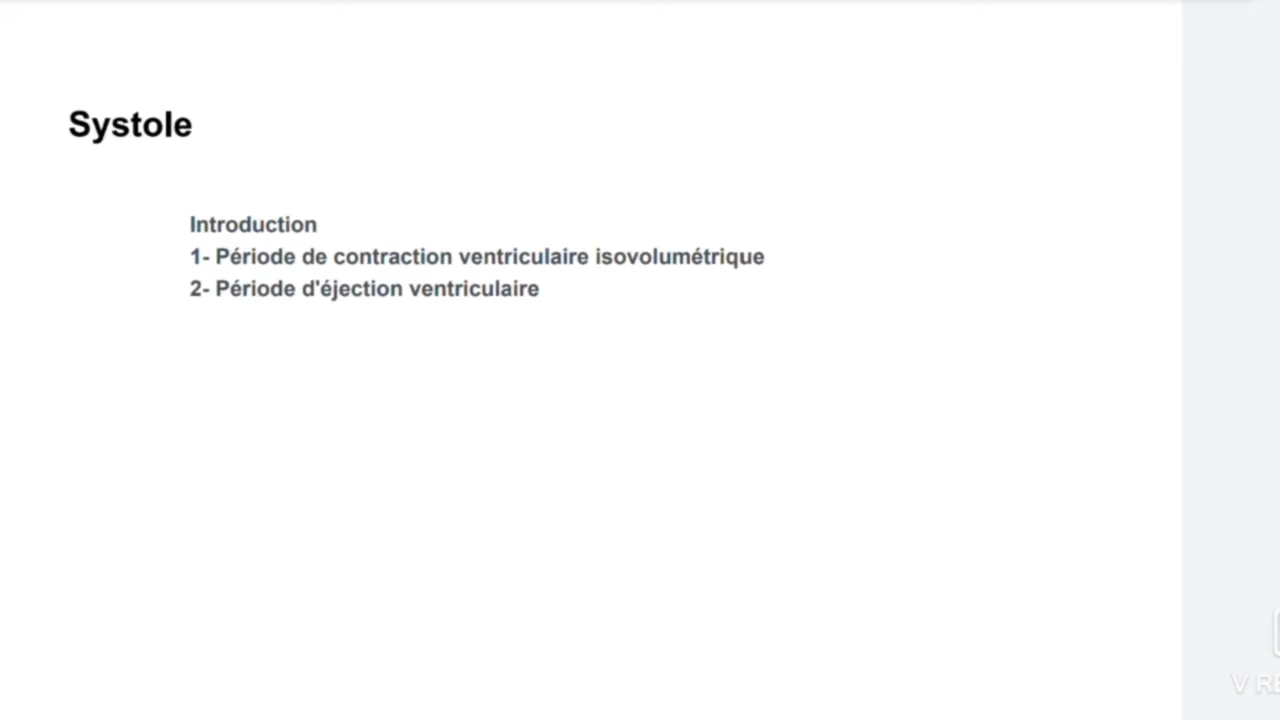 Systole
Introduction
1- Période de contraction ventriculaire isovolumétrique
2- Période d'éjection ventriculaire